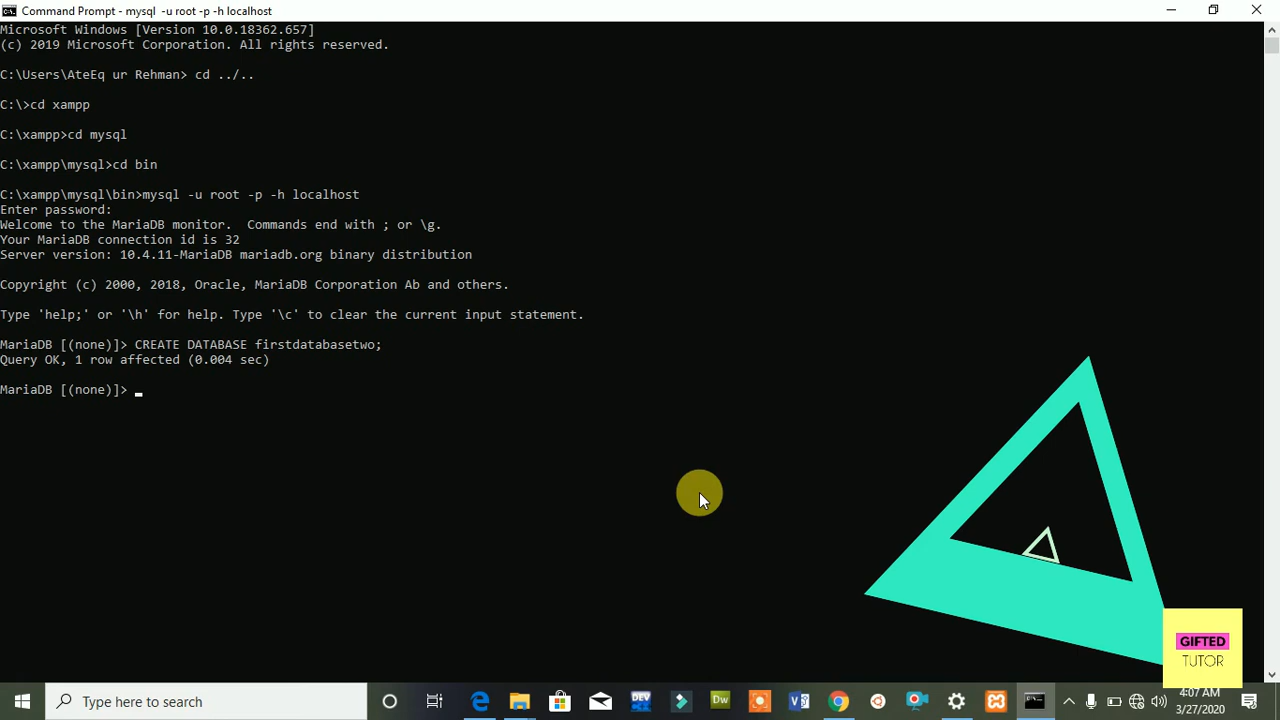 Command Prompt - mysql -u root -p -h localhost
Microsoft Windows [Version 10.0.18362.657]
(c) 2019 Microsoft Corporation. All rights reserved.
C:\Users\AteEq ur Rehman> cd ../..
C:\>cd xampp
C:\xampp>cd mysql
C:\xampp\mysql>cd bin
C:\xampp\mysql\bin>mysql -u root -p -h localhost
Enter password:
Welcome to the MariaDB monitor.  Commands end with ; or \g.
Your MariaDB connection id is 32
Server version: 10.4.11-MariaDB mariadb.org binary distribution
Copyright (c) 2000, 2018, Oracle, MariaDB Corporation Ab and others.
Type 'help;' or '\h' for help. Type '\c' to clear the current input statement.
MariaDB [(none)]> CREATE DATABASE firstdatabasetwo;
Query OK, 1 row affected (0.004 sec)
MariaDB [(none)]>
GIFTED
TUTOR
Type here to search
DEV
Dw
4:07 AM
3/27/2020